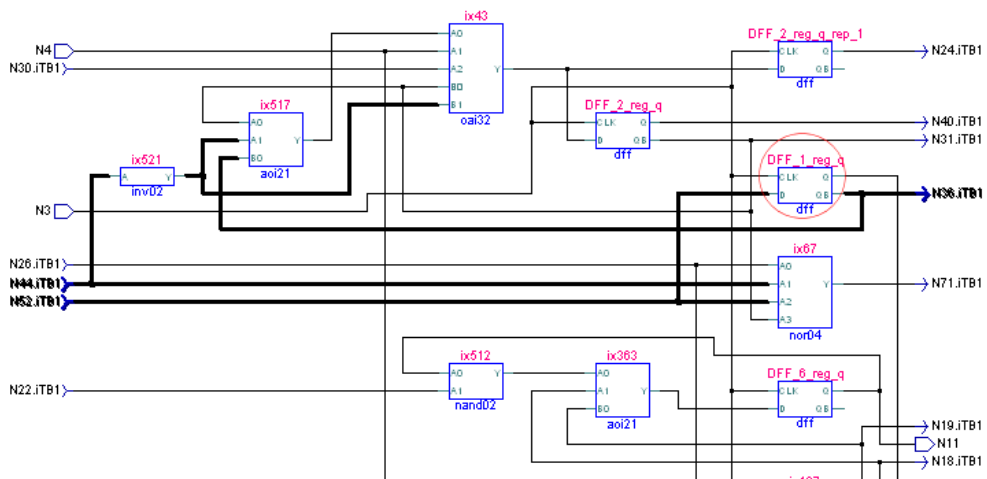 ix43
N4
A0
A1
N30.iTB1
A2
Y
B0
B1
oai32
DFF_2_reg_q_rep_1
CLK
Q
D
QB
dff
N24.iTB1
ix517
A0
A1
Y
B0
aoi21
DFF_2_reg_q
CLK
Q
D
QB
dff
N40.iTB1
N31.iTB1
ix521
A
Y
inv02
DFF_1_reg_q
CLK
Q
D
QB
dff
N36.iTB1
N3
N26.iTB1
N44.iTB1
N52.iTB1
ix67
A0
A1
Y
A2
A3
nor04
N71.iTB1
N22.iTB1
ix512
A0
Y
A1
nand02
ix363
A0
A1
Y
B0
aoi21
DFF_6_reg_q
CLK
Q
D
QB
dff
N19.iTB1
N11
N18.iTB1